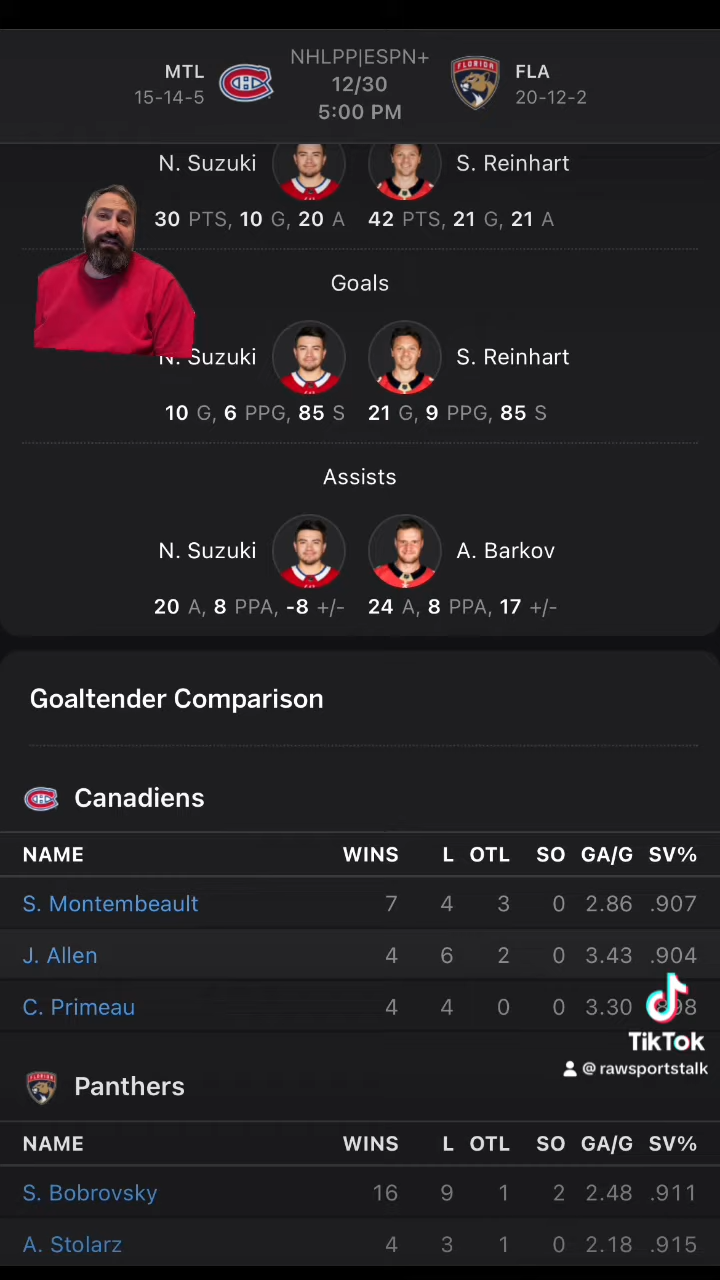 NHLPP|ESPN+
MTL
15-14-5
12/30
5:00 PM
FLORIDA
FLA
20-12-2
N. Suzuki S. Reinhart
30 PTS, 10 G, 20 A 42 PTS, 21 G, 21 A
Goals
N. Suzuki S. Reinhart
10 G, 6 PPG, 85 S 21 G, 9 PPG, 85 S
Assists
N. Suzuki A. Barkov
20 A, 8 PPA, -8 +/- 24 A, 8 PPA, 17 +/-
Goaltender Comparison
Canadiens
NAME WINS L OTL SO GA/G SV%
S. Montembeault 7 4 3 0 2.86 .907
J. Allen 4 6 2 0 3.43 .904
C. Primeau 4 4 0 0 3.30
TikTok
@rawsportstalk
FLORIDA
Panthers
NAME WINS L OTL SO GA/G SV%
S. Bobrovsky 16 9 1 2 2.48 .911
A. Stolarz 4 3 1 0 2.18 .915